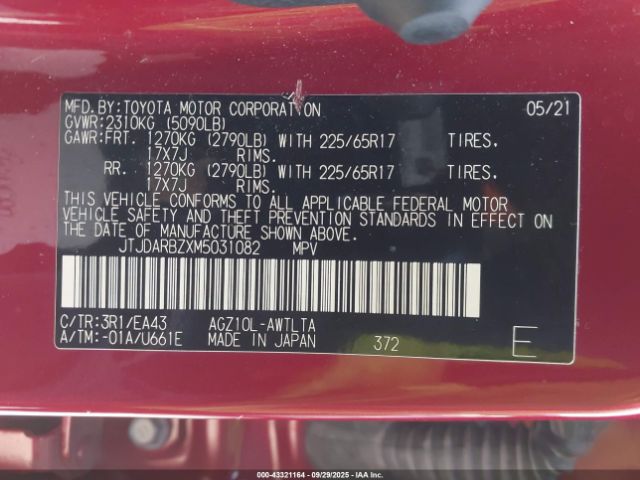 MFD.BY:TOYOTA MOTOR CORPORATION 05/21
GVWR:2310KG (5090LB)
GAWR:FRT. 1270KG (2790LB) WITH 225/65R17 TIRES.
17X7J RIMS.
RR. 1270KG (2790LB) WITH 225/65R17 TIRES.
17X7J RIMS.
THIS VEHICLE CONFORMS TO ALL APPLICABLE FEDERAL MOTOR
VEHICLE SAFETY AND THEFT PREVENTION STANDARDS IN EFFECT ON
THE DATE OF MANUFACTURE SHOWN ABOVE.
JTJDARBZXM5031082 MPV
C/TR:3R1/EA43 AGZ10L-AWTLTA
A/TM:-01A/U661E MADE IN JAPAN 372 E
000-43321164 - 09/29/2025 - IAA Inc.